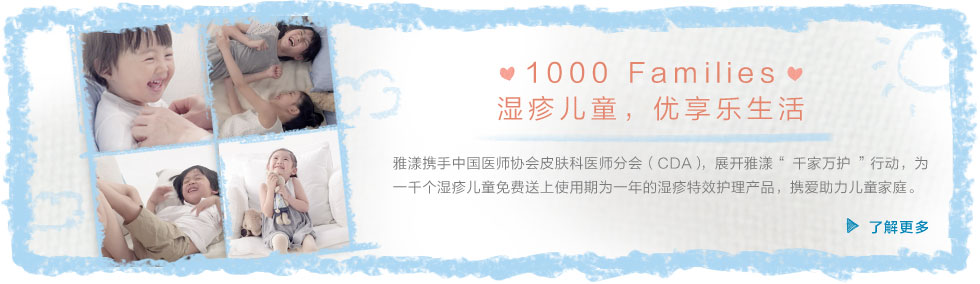 1000 Families
湿疹儿童，优享乐生活
雅漾携手中国医师协会皮肤科医师分会（CDA），展开雅漾“ 千家万护 ”行动，为
一千个湿疹儿童免费送上使用期为一年的湿疹特效护理产品，携爱助力儿童家庭。
了解更多